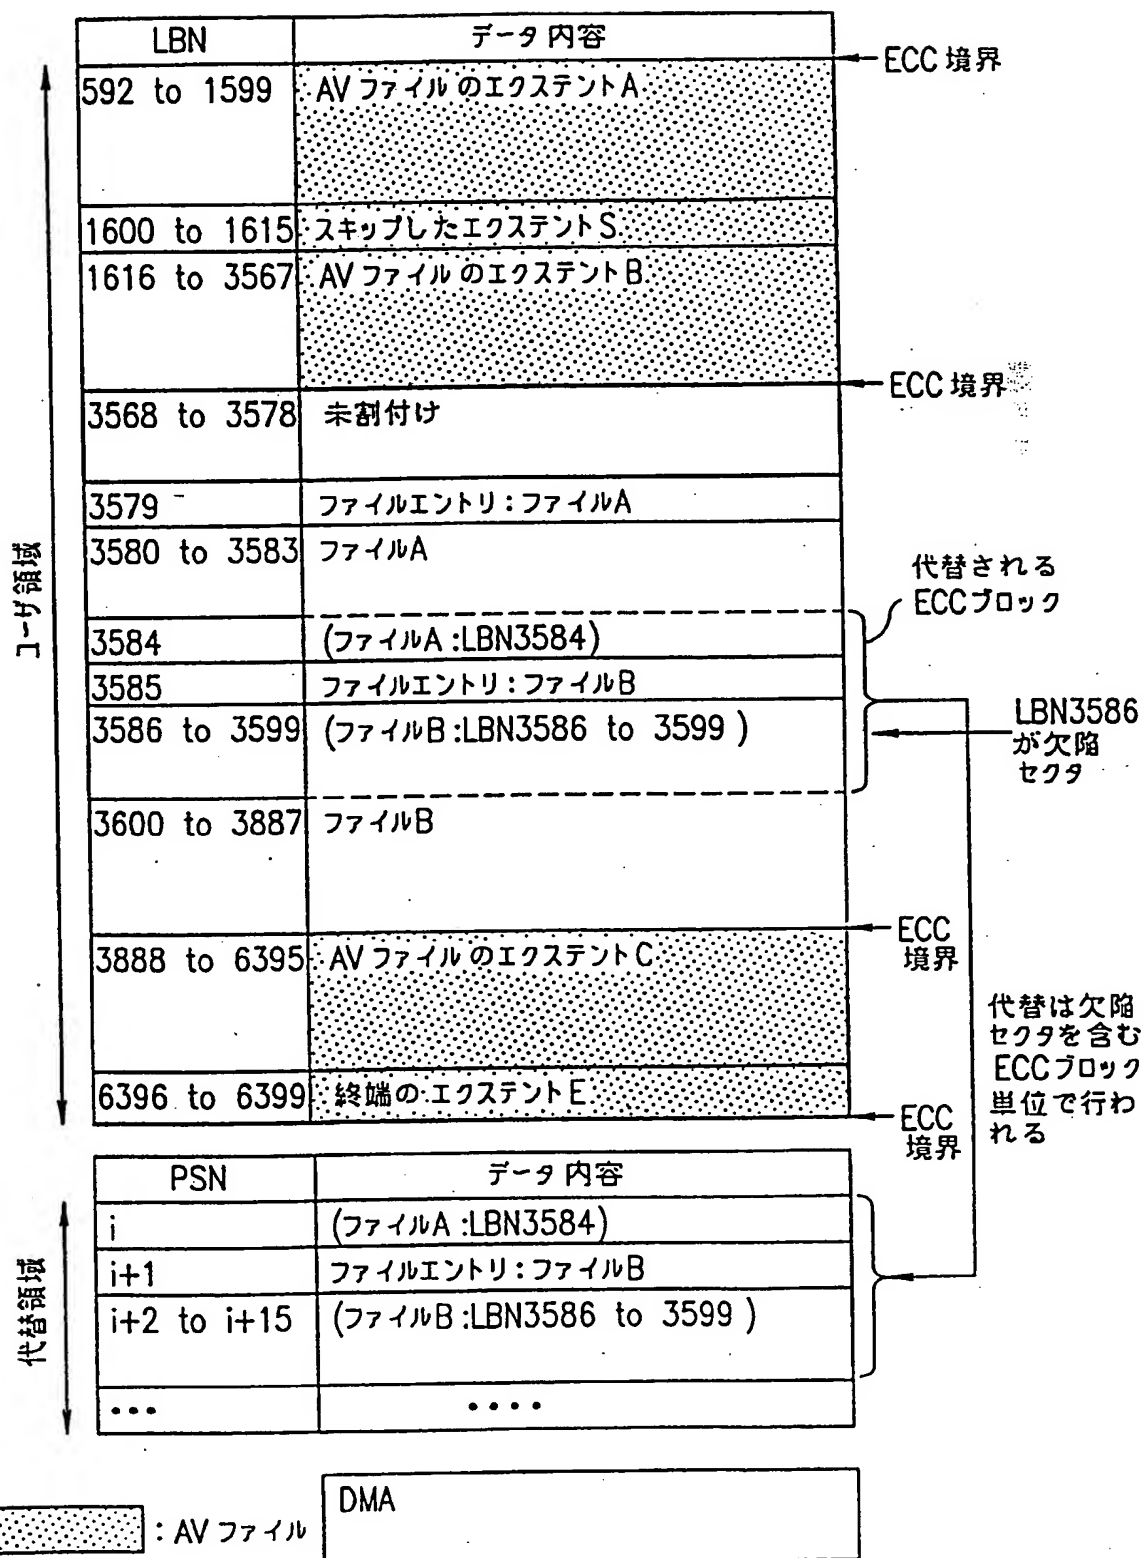 LBN データ内容
ECC境界
592 to 1599 AVファイルのエクステントA
1600 to 1615 スキップしたエクステントS
1616 to 3567 AVファイルのエクステントB
ECC境界
3568 to 3578 未割付け
3579 ファイルエントリ:ファイルA
3580 to 3583 ファイルA
代替される
ECCブロック
3584 (ファイルA:LBN3584)
3585 ファイルエントリ:ファイルB
3586 to 3599 (ファイルB:LBN3586 to 3599)
LBN3586
が欠陥
セクタ
3600 to 3887 ファイルB
ECC
境界
3888 to 6395 AVファイルのエクステントC
代替は欠陥
セクタを含む
ECCブロック
単位で行わ
れる
6396 to 6399 終端のエクステントE
ECC
境界
ユーザ領域
PSN データ内容
i (ファイルA:LBN3584)
i+1 ファイルエントリ:ファイルB
i+2 to i+15 (ファイルB:LBN3586 to 3599)
••• ••••
代替領域
DMA
:AVファイル